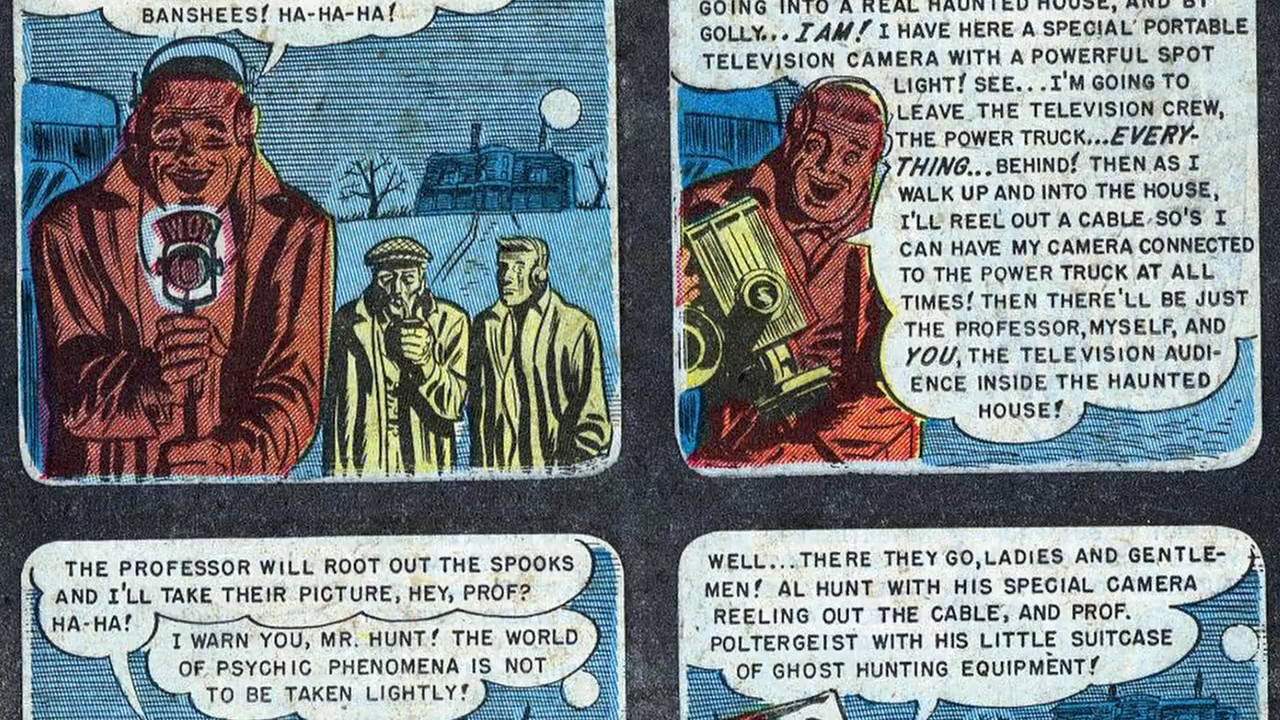 BANSHEES! HA-HA-HA!
WOR
GOING INTO A REAL HAUNTED HOUSE, AND BY
GOLLY... I AM! I HAVE HERE A SPECIAL PORTABLE
TELEVISION CAMERA WITH A POWERFUL SPOT
LIGHT! SEE...I'M GOING TO
LEAVE THE TELEVISION CREW,
THE POWER TRUCK...EVERY-
THING...BEHIND! THEN AS I
WALK UP AND INTO THE HOUSE,
I'LL REEL OUT A CABLE SO'S I
CAN HAVE MY CAMERA CONNECTED
TO THE POWER TRUCK AT ALL
TIMES! THEN THERE'LL BE JUST
THE PROFESSOR, MYSELF, AND
YOU, THE TELEVISION AUDI-
ENCE INSIDE THE HAUNTED
HOUSE!
S
THE PROFESSOR WILL ROOT OUT THE SPOOKS
AND I'LL TAKE THEIR PICTURE, HEY, PROF?
HA-HA!
I WARN YOU, MR. HUNT! THE WORLD
OF PSYCHIC PHENOMENA IS NOT
TO BE TAKEN LIGHTLY!
WELL...THERE THEY GO, LADIES AND GENTLE-
MEN! AL HUNT WITH HIS SPECIAL CAMERA
REELING OUT THE CABLE, AND PROF.
POLTERGEIST WITH HIS LITTLE SUITCASE
OF GHOST HUNTING EQUIPMENT!